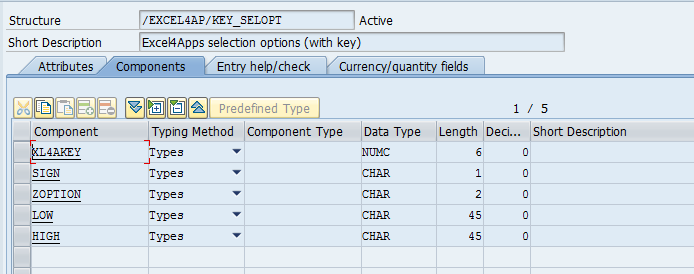 Structure /EXCEL4AP/KEY_SELOPT Active
Short Description Excel4Apps selection options (with key)
Attributes Components Entry help/check Currency/quantity fields
Predefined Type 1 / 5
Component Typing Method Component Type Data Type Length Deci... Short Description
XL4AKEY Types NUMC 6 0
SIGN Types CHAR 1 0
ZOPTION Types CHAR 2 0
LOW Types CHAR 45 0
HIGH Types CHAR 45 0